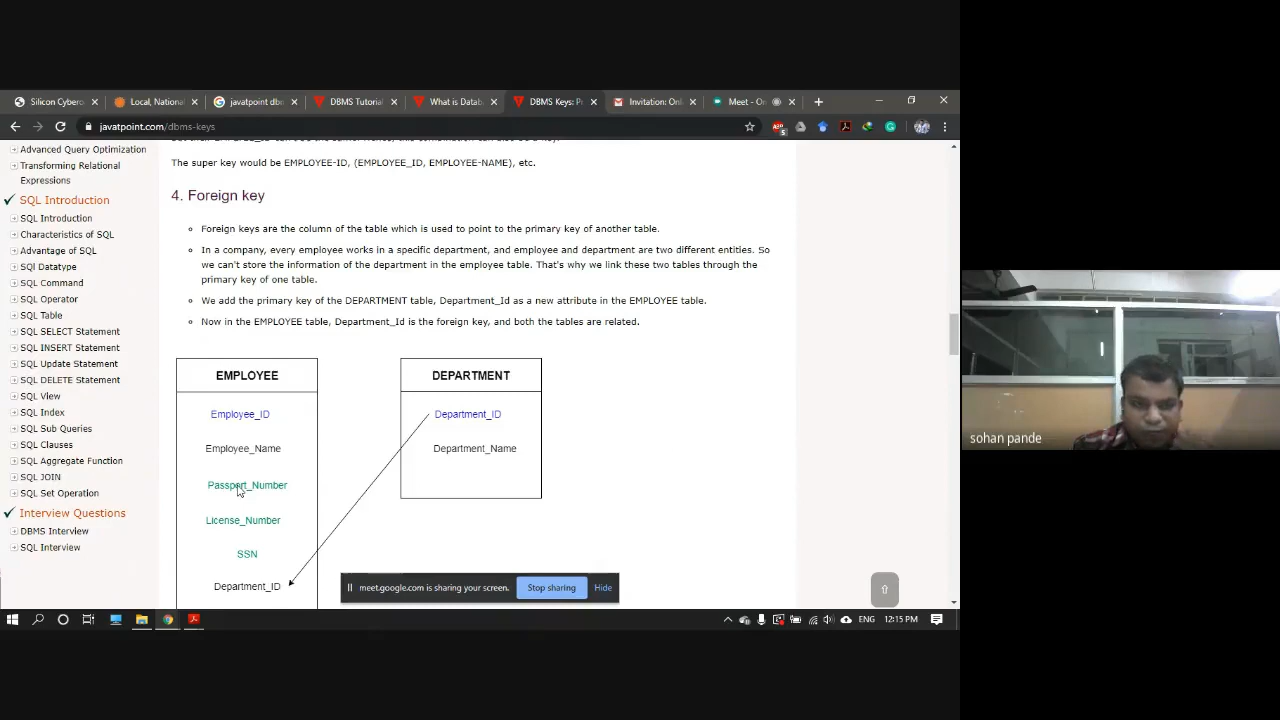 Silicon Cybero
Local, National
javatpoint dbm
DBMS Tutorial
What is Datab
DBMS Keys: Pr
Invitation: Onl
Meet - On
javatpoint.com/dbms-keys
Advanced Query Optimization
Transforming Relational
Expressions
SQL Introduction
SQL Introduction
Characteristics of SQL
Advantage of SQL
SQl Datatype
SQL Command
SQL Operator
SQL Table
SQL SELECT Statement
SQL INSERT Statement
SQL Update Statement
SQL DELETE Statement
SQL View
SQL Index
SQL Sub Queries
SQL Clauses
SQL Aggregate Function
SQL JOIN
SQL Set Operation
Interview Questions
DBMS Interview
SQL Interview
The super key would be EMPLOYEE-ID, (EMPLOYEE_ID, EMPLOYEE-NAME), etc.
4. Foreign key
Foreign keys are the column of the table which is used to point to the primary key of another table.
In a company, every employee works in a specific department, and employee and department are two different entities. So
we can't store the information of the department in the employee table. That's why we link these two tables through the
primary key of one table.
We add the primary key of the DEPARTMENT table, Department_Id as a new attribute in the EMPLOYEE table.
Now in the EMPLOYEE table, Department_Id is the foreign key, and both the tables are related.
EMPLOYEE
Employee_ID
Employee_Name
Passport_Number
License_Number
SSN
Department_ID
DEPARTMENT
Department_ID
Department_Name
meet.google.com is sharing your screen.
Stop sharing
Hide
ENG
12:15 PM
sohan pande